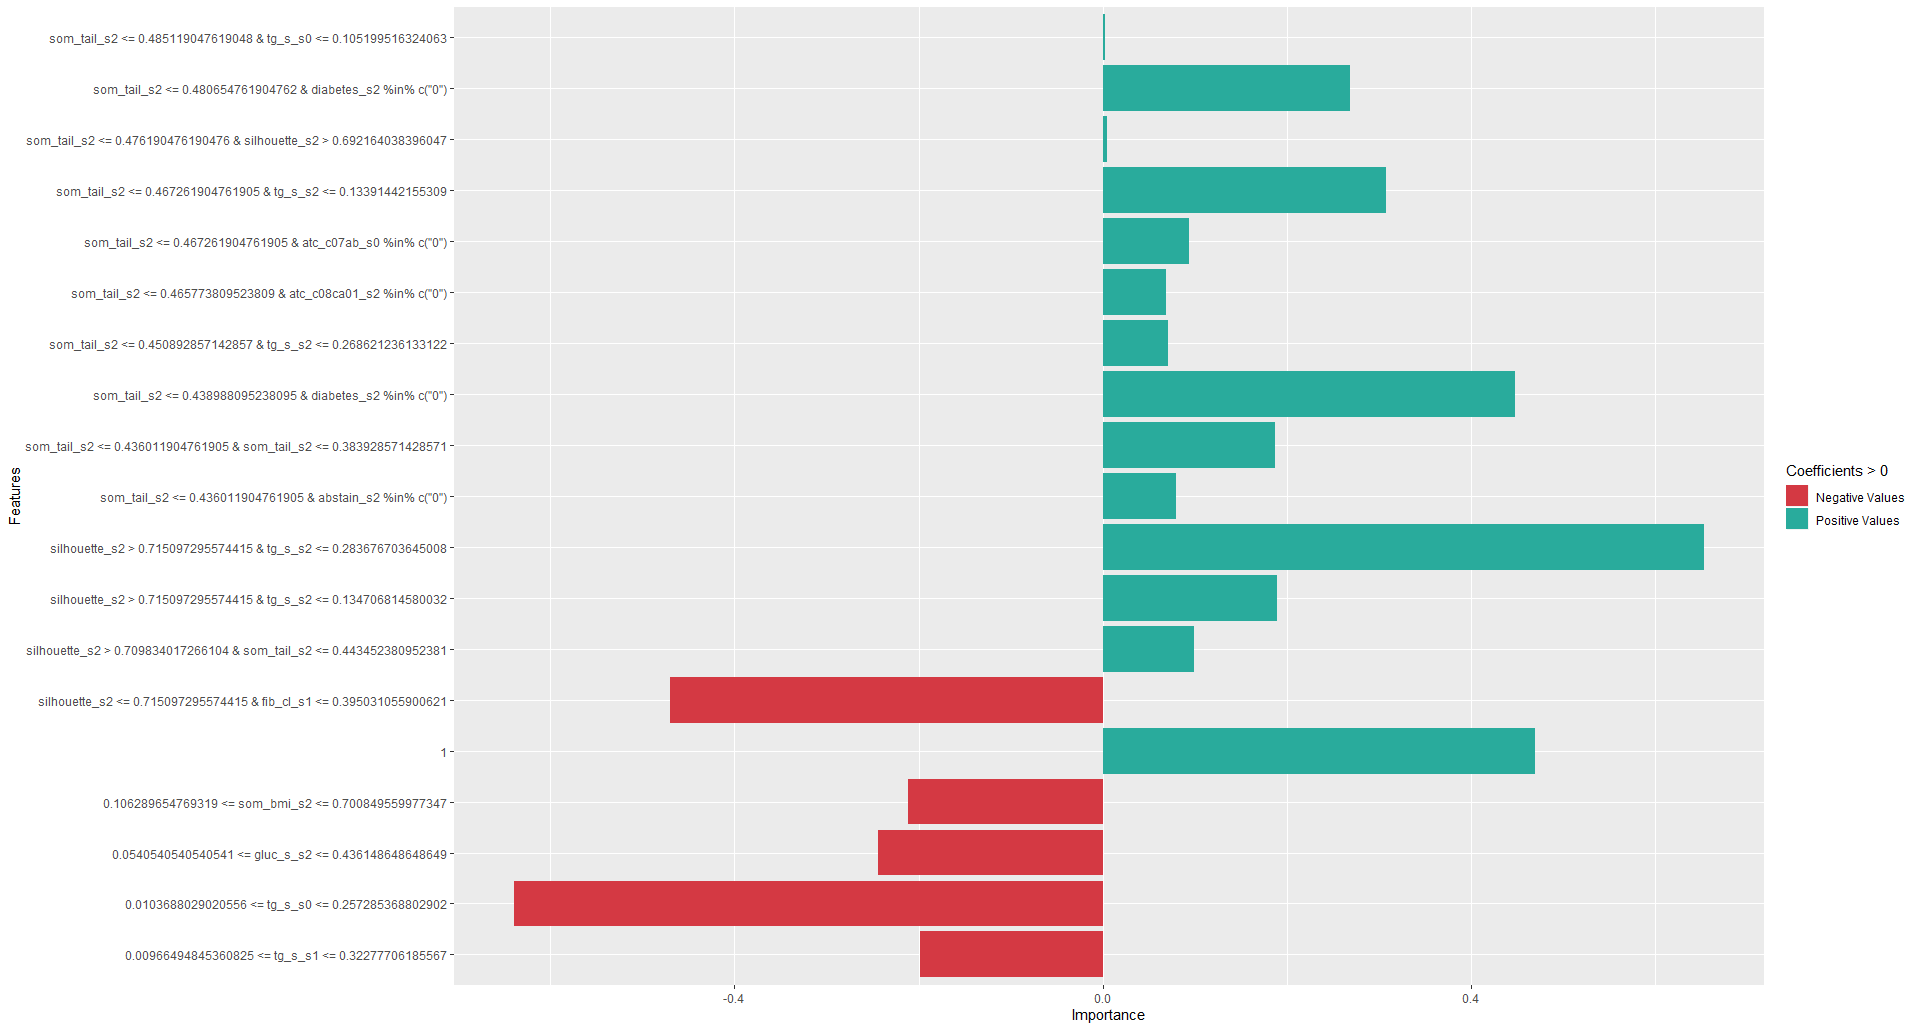 som_tail_s2 <= 0.485119047619048 & tg_s_s0 <= 0.105199516324063
som_tail_s2 <= 0.480654761904762 & diabetes_s2 %in% c("0")
som_tail_s2 <= 0.476190476190476 & silhouette_s2 > 0.692164038396047
som_tail_s2 <= 0.467261904761905 & tg_s_s2 <= 0.13391442155309
som_tail_s2 <= 0.467261904761905 & atc_c07ab_s0 %in% c("0")
som_tail_s2 <= 0.465773809523809 & atc_c08ca01_s2 %in% c("0")
som_tail_s2 <= 0.450892857142857 & tg_s_s2 <= 0.268621236133122
som_tail_s2 <= 0.438988095238095 & diabetes_s2 %in% c("0")
som_tail_s2 <= 0.436011904761905 & som_tail_s2 <= 0.383928571428571
som_tail_s2 <= 0.436011904761905 & abstain_s2 %in% c("0")
silhouette_s2 > 0.715097295574415 & tg_s_s2 <= 0.283676703645008
silhouette_s2 > 0.715097295574415 & tg_s_s2 <= 0.134706814580032
silhouette_s2 > 0.709834017266104 & som_tail_s2 <= 0.443452380952381
silhouette_s2 <= 0.715097295574415 & fib_cl_s1 <= 0.395031055900621
1
0.106289654769319 <= som_bmi_s2 <= 0.700849559977347
0.0540540540540541 <= gluc_s_s2 <= 0.436148648648649
0.0103688029020556 <= tg_s_s0 <= 0.257285368802902
0.00966494845360825 <= tg_s_s1 <= 0.32277706185567
Features
-0.4
0.0
0.4
Importance
Coefficients > 0
Negative Values
Positive Values